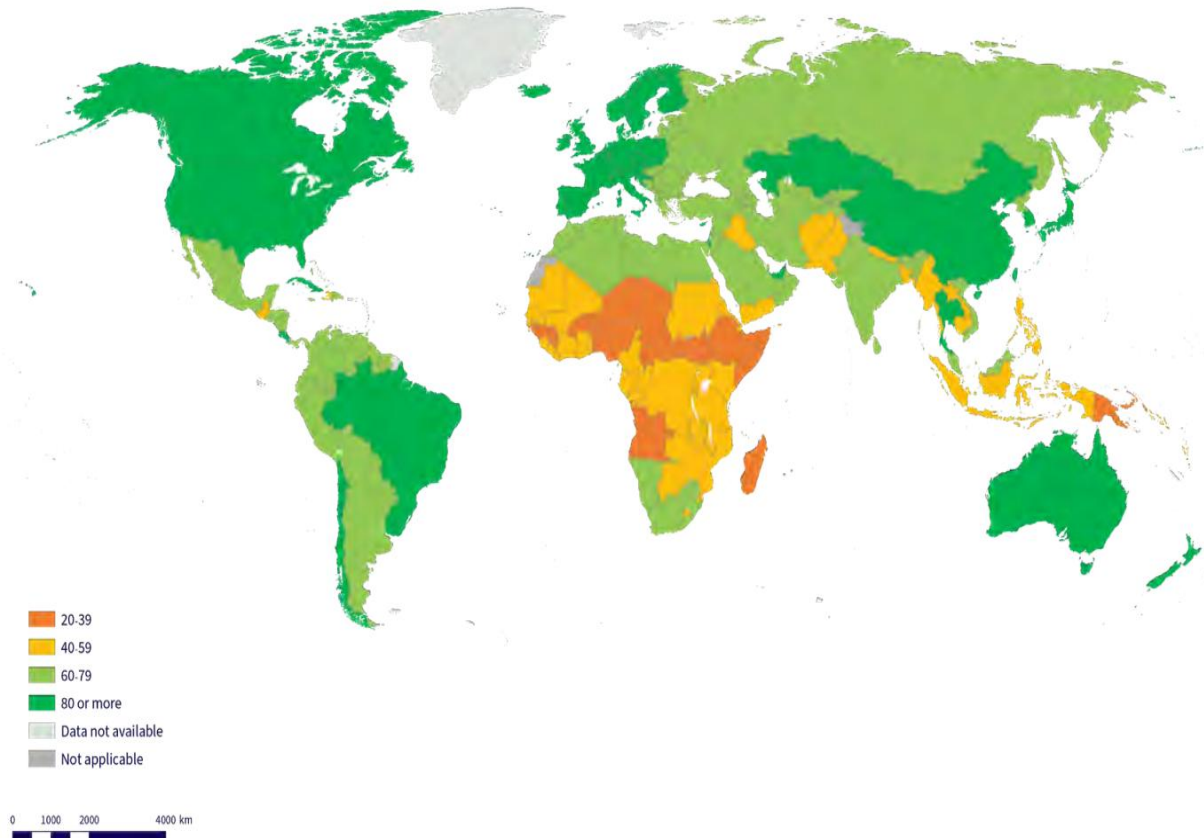 20-39
40-59
60-79
80 or more
Data not available
Not applicable
0 1000 2000 4000 km